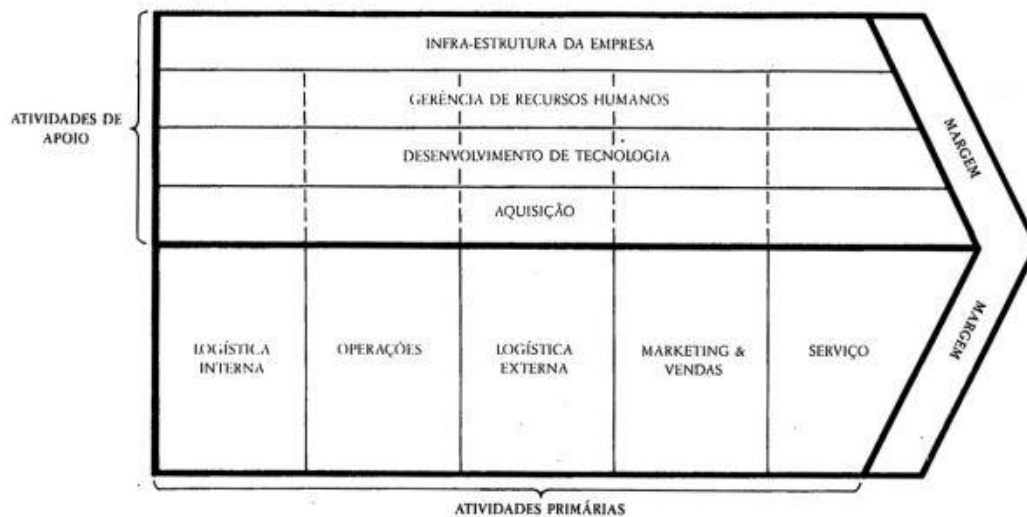 INFRA-ESTRUTURA DA EMPRESA
GERÊNCIA DE RECURSOS HUMANOS
ATIVIDADES DE
APOIO
DESENVOLVIMENTO DE TECNOLOGIA
AQUISIÇÃO
MARGEM
LOGÍSTICA
INTERNA
OPERAÇÕES
LOGÍSTICA
EXTERNA
MARKETING &
VENDAS
SERVIÇO
MARGEM
ATIVIDADES PRIMÁRIAS